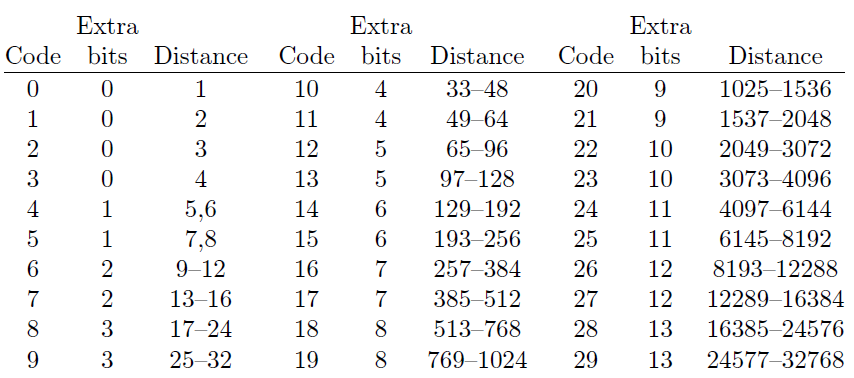 Extra Extra Extra
Code bits Distance Code bits Distance Code bits Distance
0 0 1 10 4 33–48 20 9 1025–1536
1 0 2 11 4 49–64 21 9 1537–2048
2 0 3 12 5 65–96 22 10 2049–3072
3 0 4 13 5 97–128 23 10 3073–4096
4 1 5,6 14 6 129–192 24 11 4097–6144
5 1 7,8 15 6 193–256 25 11 6145–8192
6 2 9–12 16 7 257–384 26 12 8193–12288
7 2 13–16 17 7 385–512 27 12 12289–16384
8 3 17–24 18 8 513–768 28 13 16385–24576
9 3 25–32 19 8 769–1024 29 13 24577–32768